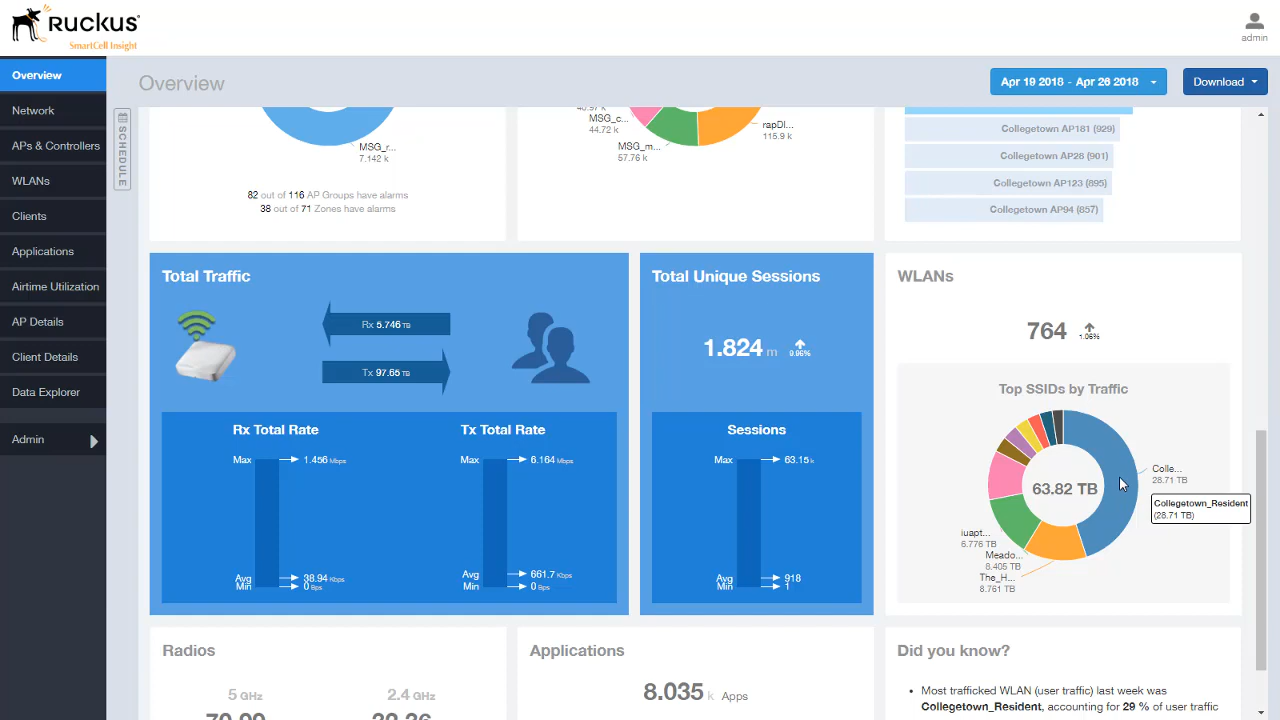 RUCKUS
SmartCell Insight
admin
Overview
Network
APs & Controllers
WLANs
Clients
Applications
Airtime Utilization
AP Details
Client Details
Data Explorer
Admin
SCHEDULE
Overview
Apr 19 2018 - Apr 26 2018
Download
MSG_r...
7.142 k
82 out of 116 AP Groups have alarms
38 out of 71 Zones have alarms
MSG_c...
44.72 k
MSG_m...
57.76 k
rapDl...
115.9 k
Collegetown AP181 (929)
Collegetown AP28 (901)
Collegetown AP123 (895)
Collegetown AP94 (857)
Total Traffic
Rx 5.746 TB
Tx 97.65 TB
Rx Total Rate
Max 1.456 Mbps
Avg 38.94 Kbps
Min 0 Bps
Tx Total Rate
Max 6.164 Mbps
Avg 661.7 Kbps
Min 0 Bps
Total Unique Sessions
1.824 m 9.96%
Sessions
Max 63.15 k
Avg 918
Min 1
WLANs
764 1.06%
Top SSIDs by Traffic
63.82 TB
Colle...
28.71 TB
Collegetown_Resident
(28.71 TB)
iuapt...
6.776 TB
Meado...
8.405 TB
The_H...
8.761 TB
Radios
5 GHz
2.4 GHz
Applications
8.035 k Apps
Did you know?
• Most trafficked WLAN (user traffic) last week was
Collegetown_Resident, accounting for 29 % of user traffic